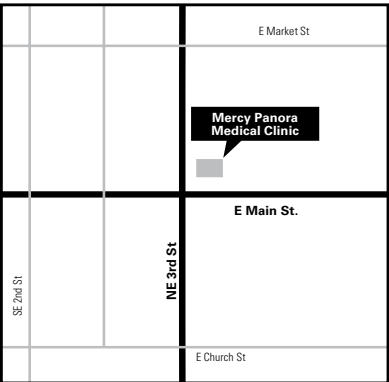 E Market St
Mercy Panora
Medical Clinic
E Main St.
NE 3rd St
SE 2nd St
E Church St